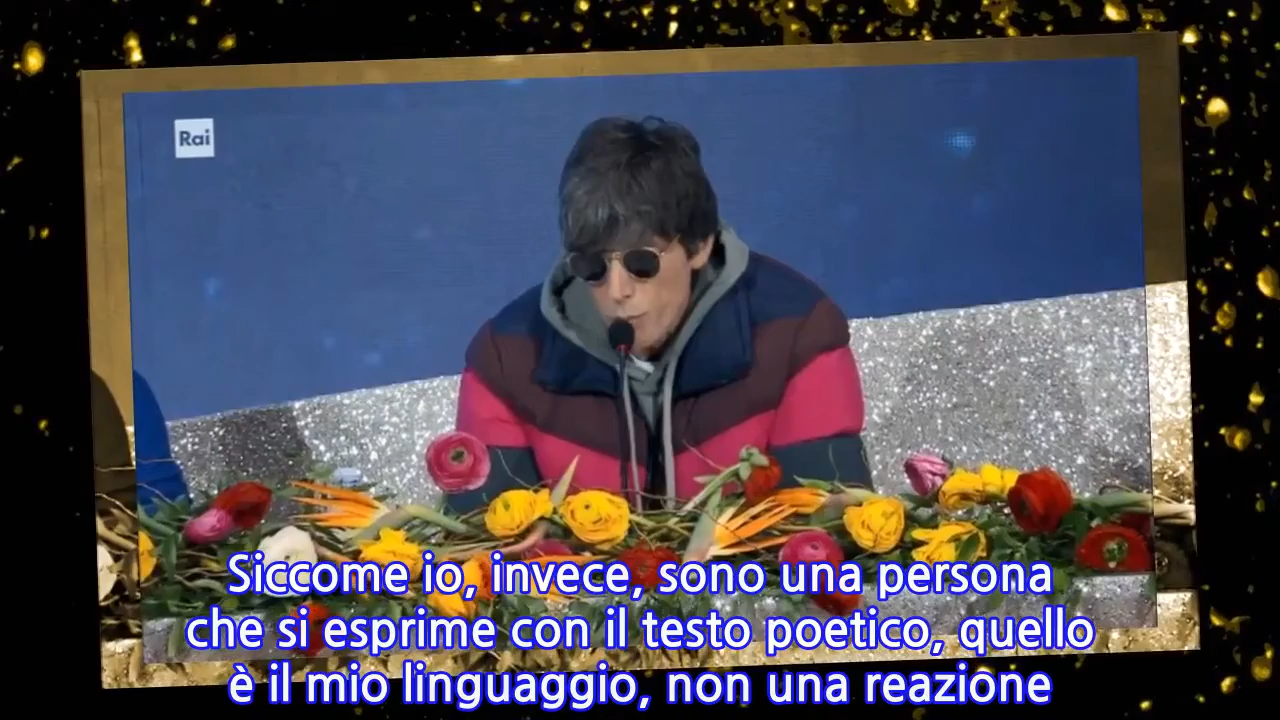 Rai
Siccome io, invece, sono una persona
che si esprime con il testo poetico, quello
è il mio linguaggio, non una reazione